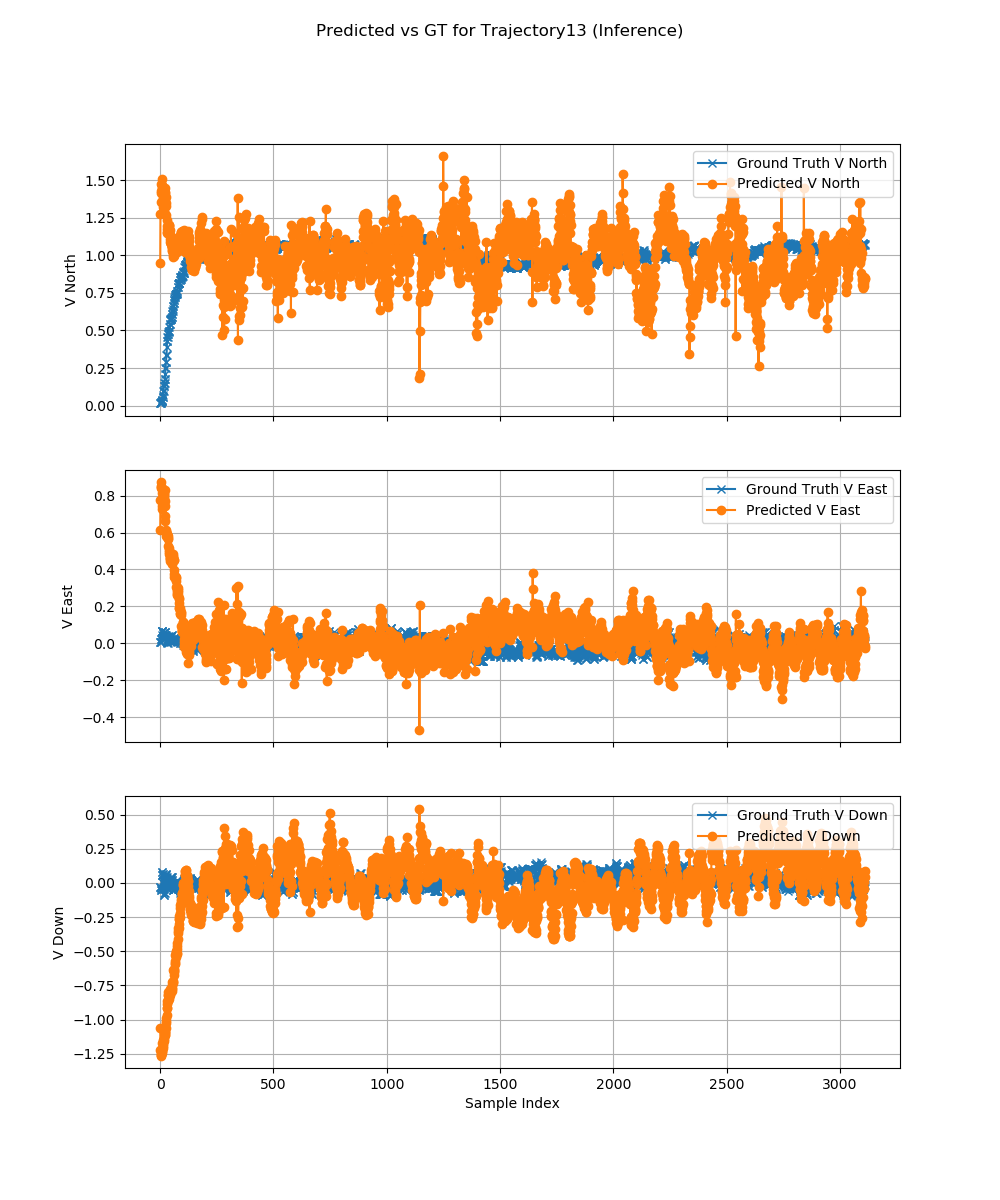 Predicted vs GT for Trajectory13 (Inference)
V North
1.50
1.25
1.00
0.75
0.50
0.25
0.00
Ground Truth V North
Predicted V North
V East
0.8
0.6
0.4
0.2
0.0
−0.2
−0.4
Ground Truth V East
Predicted V East
V Down
0.50
0.25
0.00
−0.25
−0.50
−0.75
−1.00
−1.25
Ground Truth V Down
Predicted V Down
0 500 1000 1500 2000 2500 3000
Sample Index